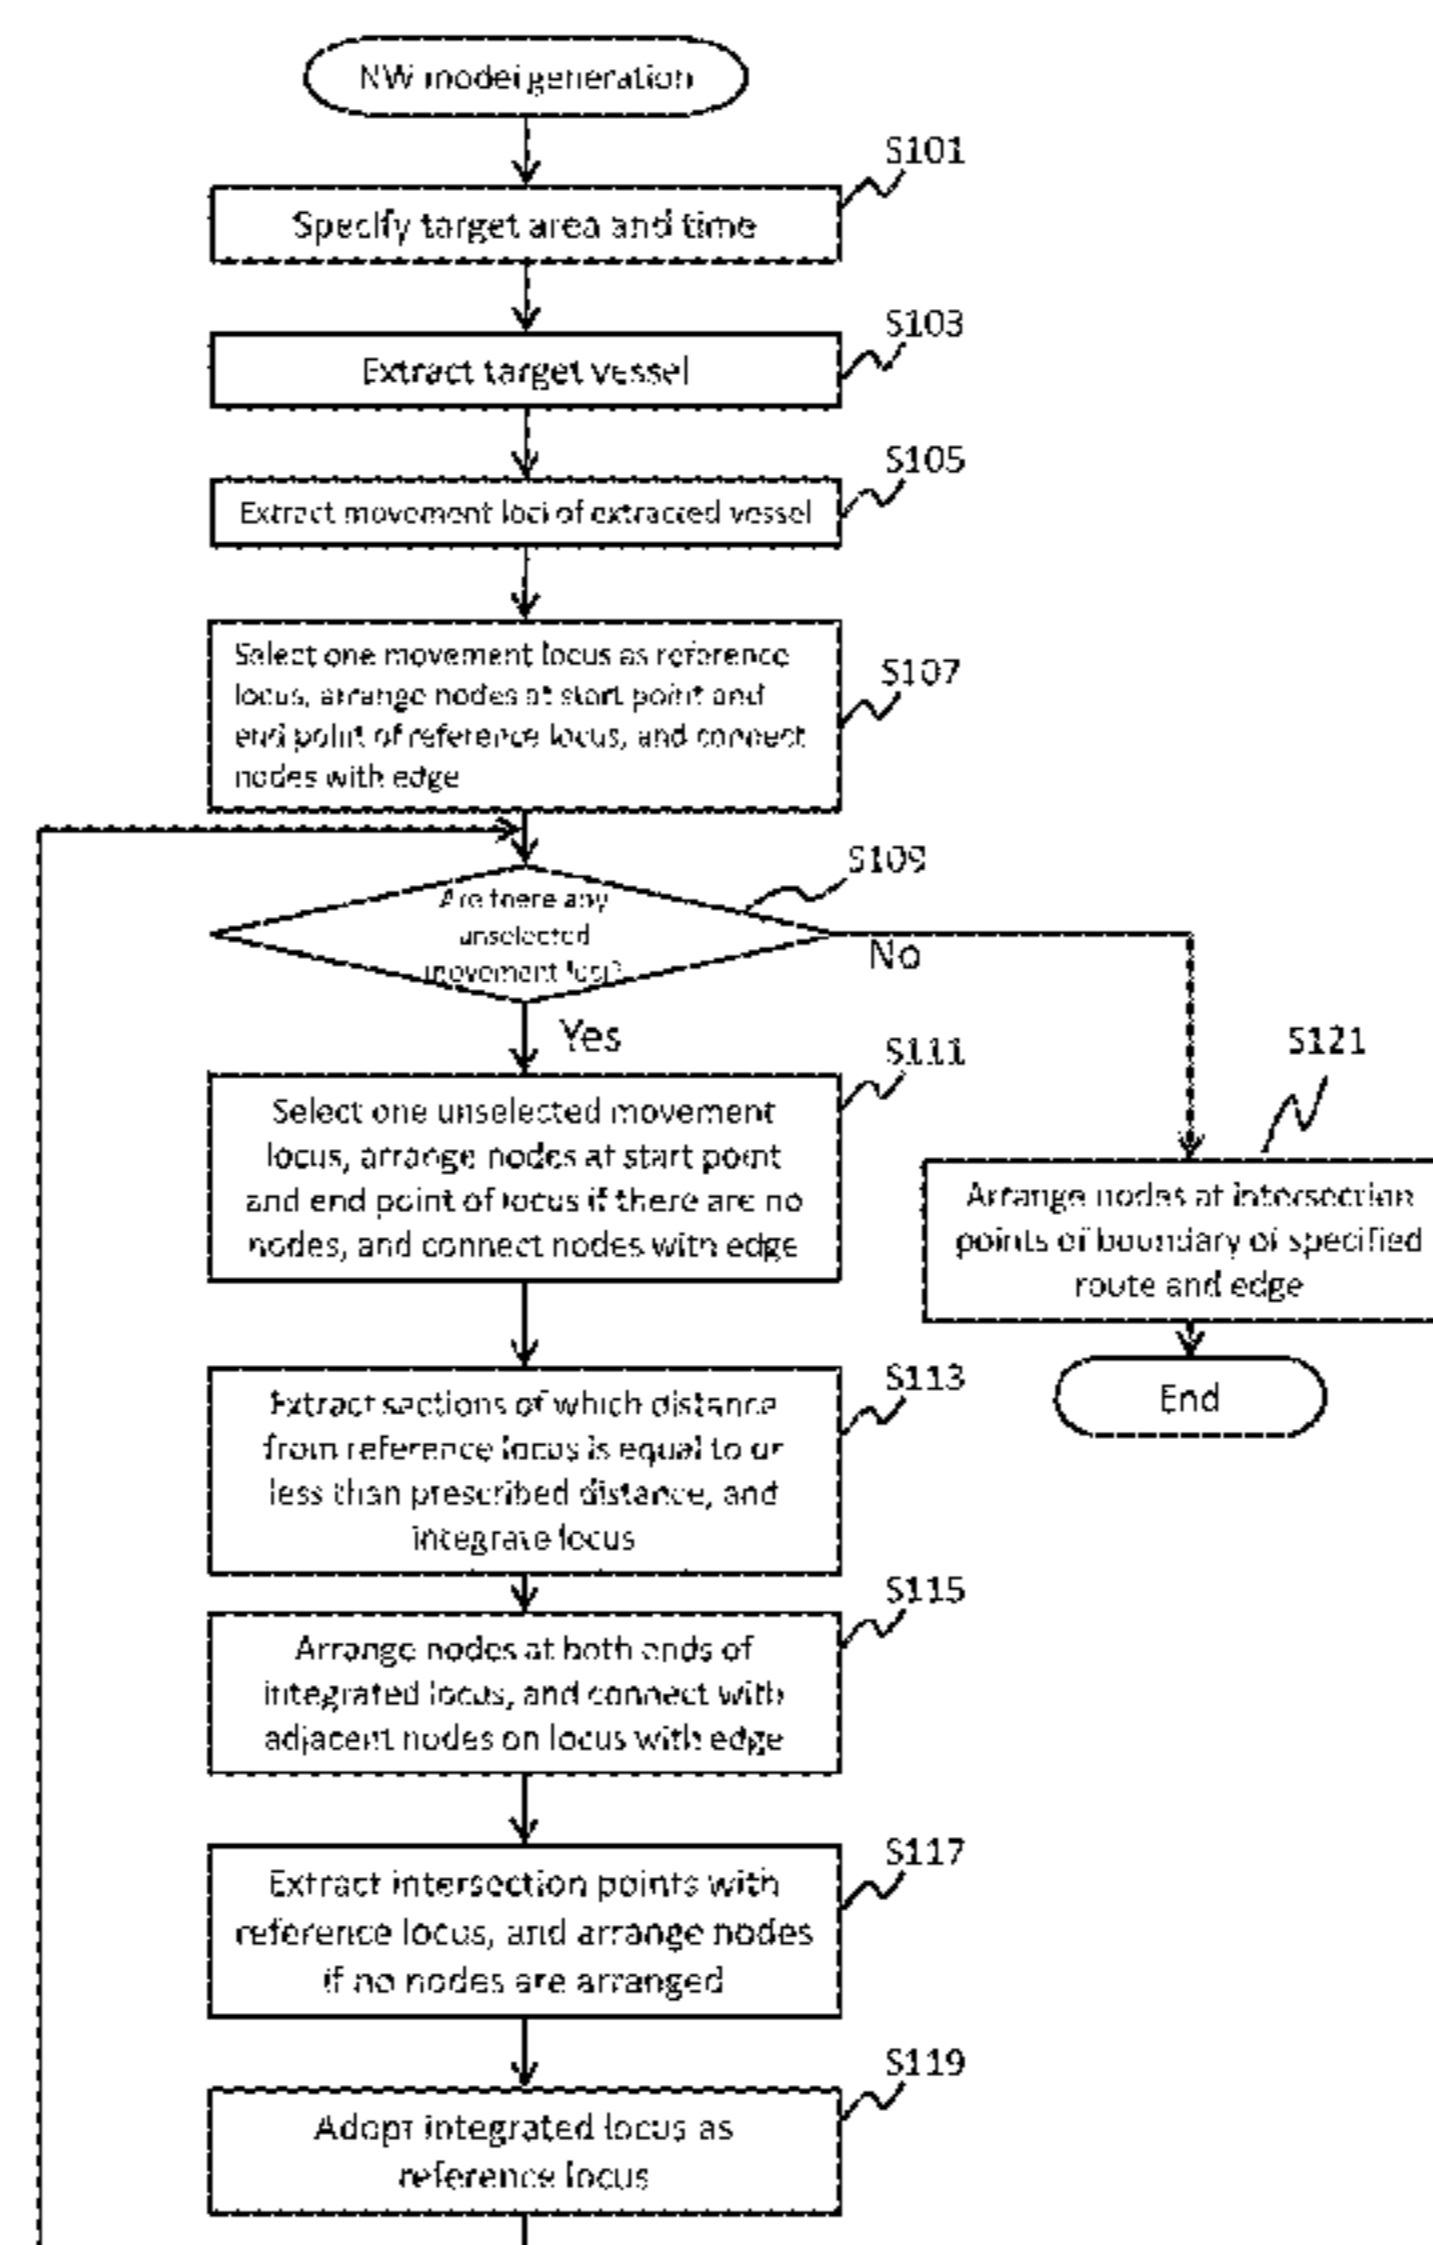 NW model generation
S101
Specify target area and time
S103
Extract target vessel
S105
Extract movement loci of extracted vessel
S107
Select one movement locus as reference
locus, arrange nodes at start point and
end point of reference locus, and connect
nodes with edge
S109
Are there any
unselected
movement loci?
No
Yes
S111
Select one unselected movement
locus, arrange nodes at start point
and end point of locus if there are no
nodes, and connect nodes with edge
S121
Arrange nodes at intersection
points of boundary of specified
route and edge
End
S113
Extract sections of which distance
from reference locus is equal to or
less than prescribed distance, and
integrate locus
S115
Arrange nodes at both ends of
integrated locus, and connect with
adjacent nodes on locus with edge
S117
Extract intersection points with
reference locus, and arrange nodes
if no nodes are arranged
S119
Adopt integrated locus as
reference locus